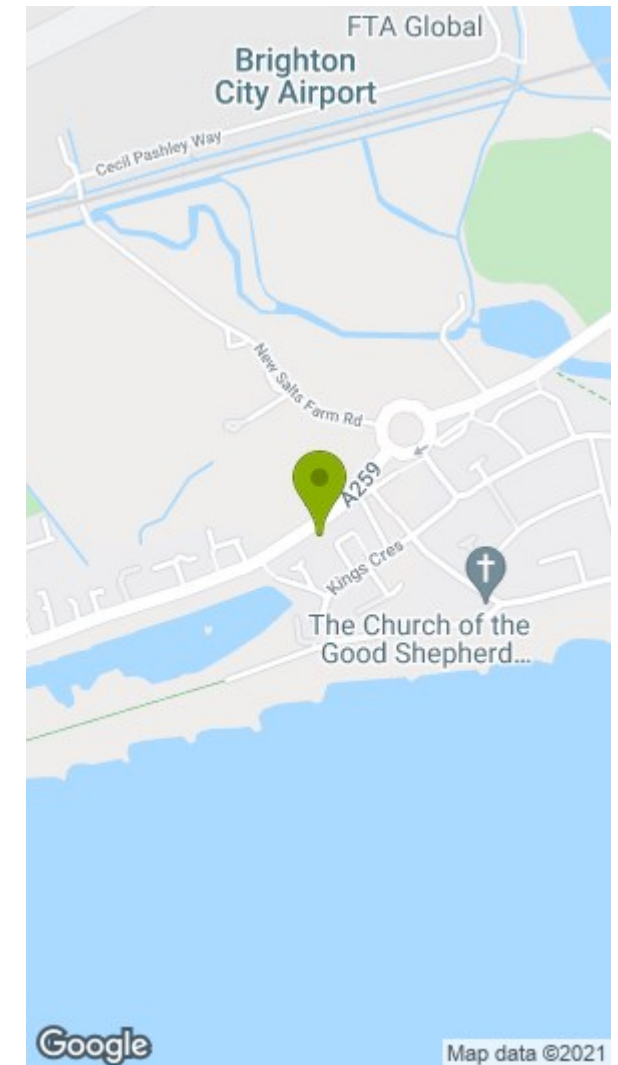 FTA Global
Brighton
City Airport
Cecil Pashley Way
New Salts Farm Rd
A259
Kings Cres
The Church of the
Good Shepherd...
Google
Map data ©2021